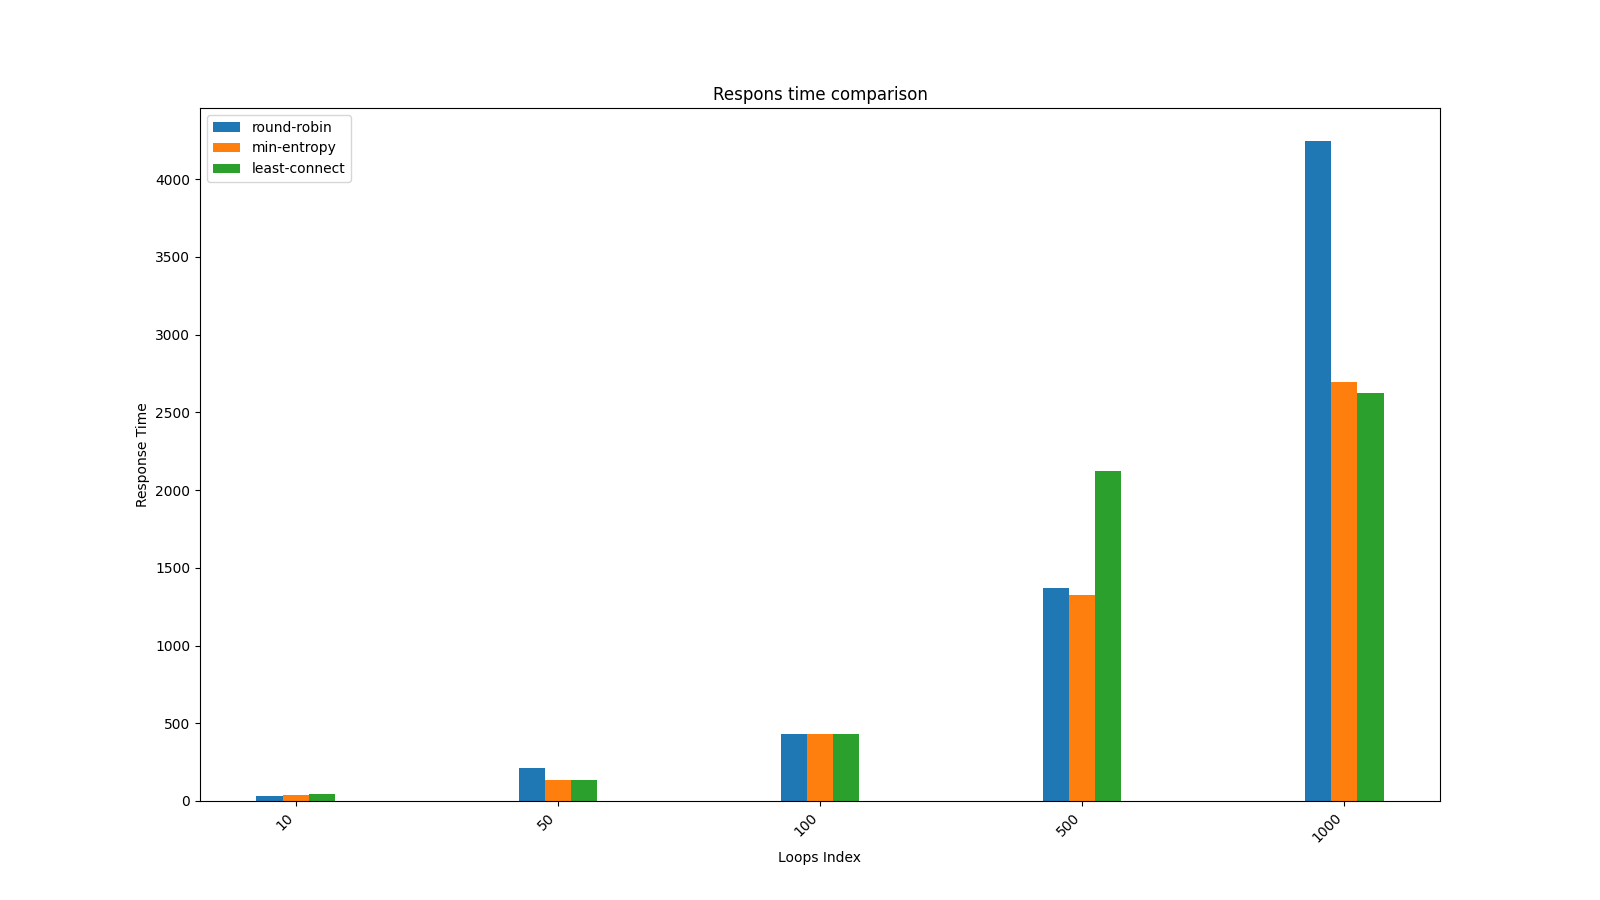 Respons time comparison
round-robin
min-entropy
least-connect
4000
3500
3000
2500
2000
1500
1000
500
0
Response Time
10
50
100
500
1000
Loops Index